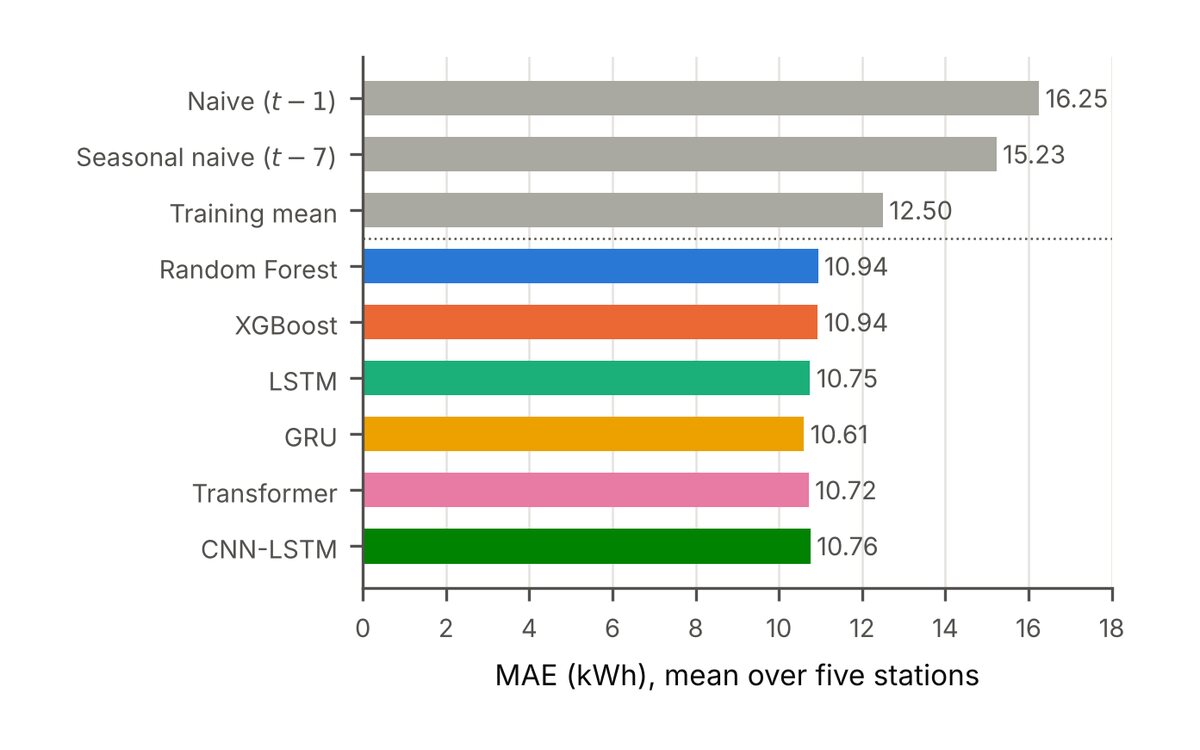 Naive (t − 1) 16.25
Seasonal naive (t − 7) 15.23
Training mean 12.50
Random Forest 10.94
XGBoost 10.94
LSTM 10.75
GRU 10.61
Transformer 10.72
CNN-LSTM 10.76
0 2 4 6 8 10 12 14 16 18
MAE (kWh), mean over five stations